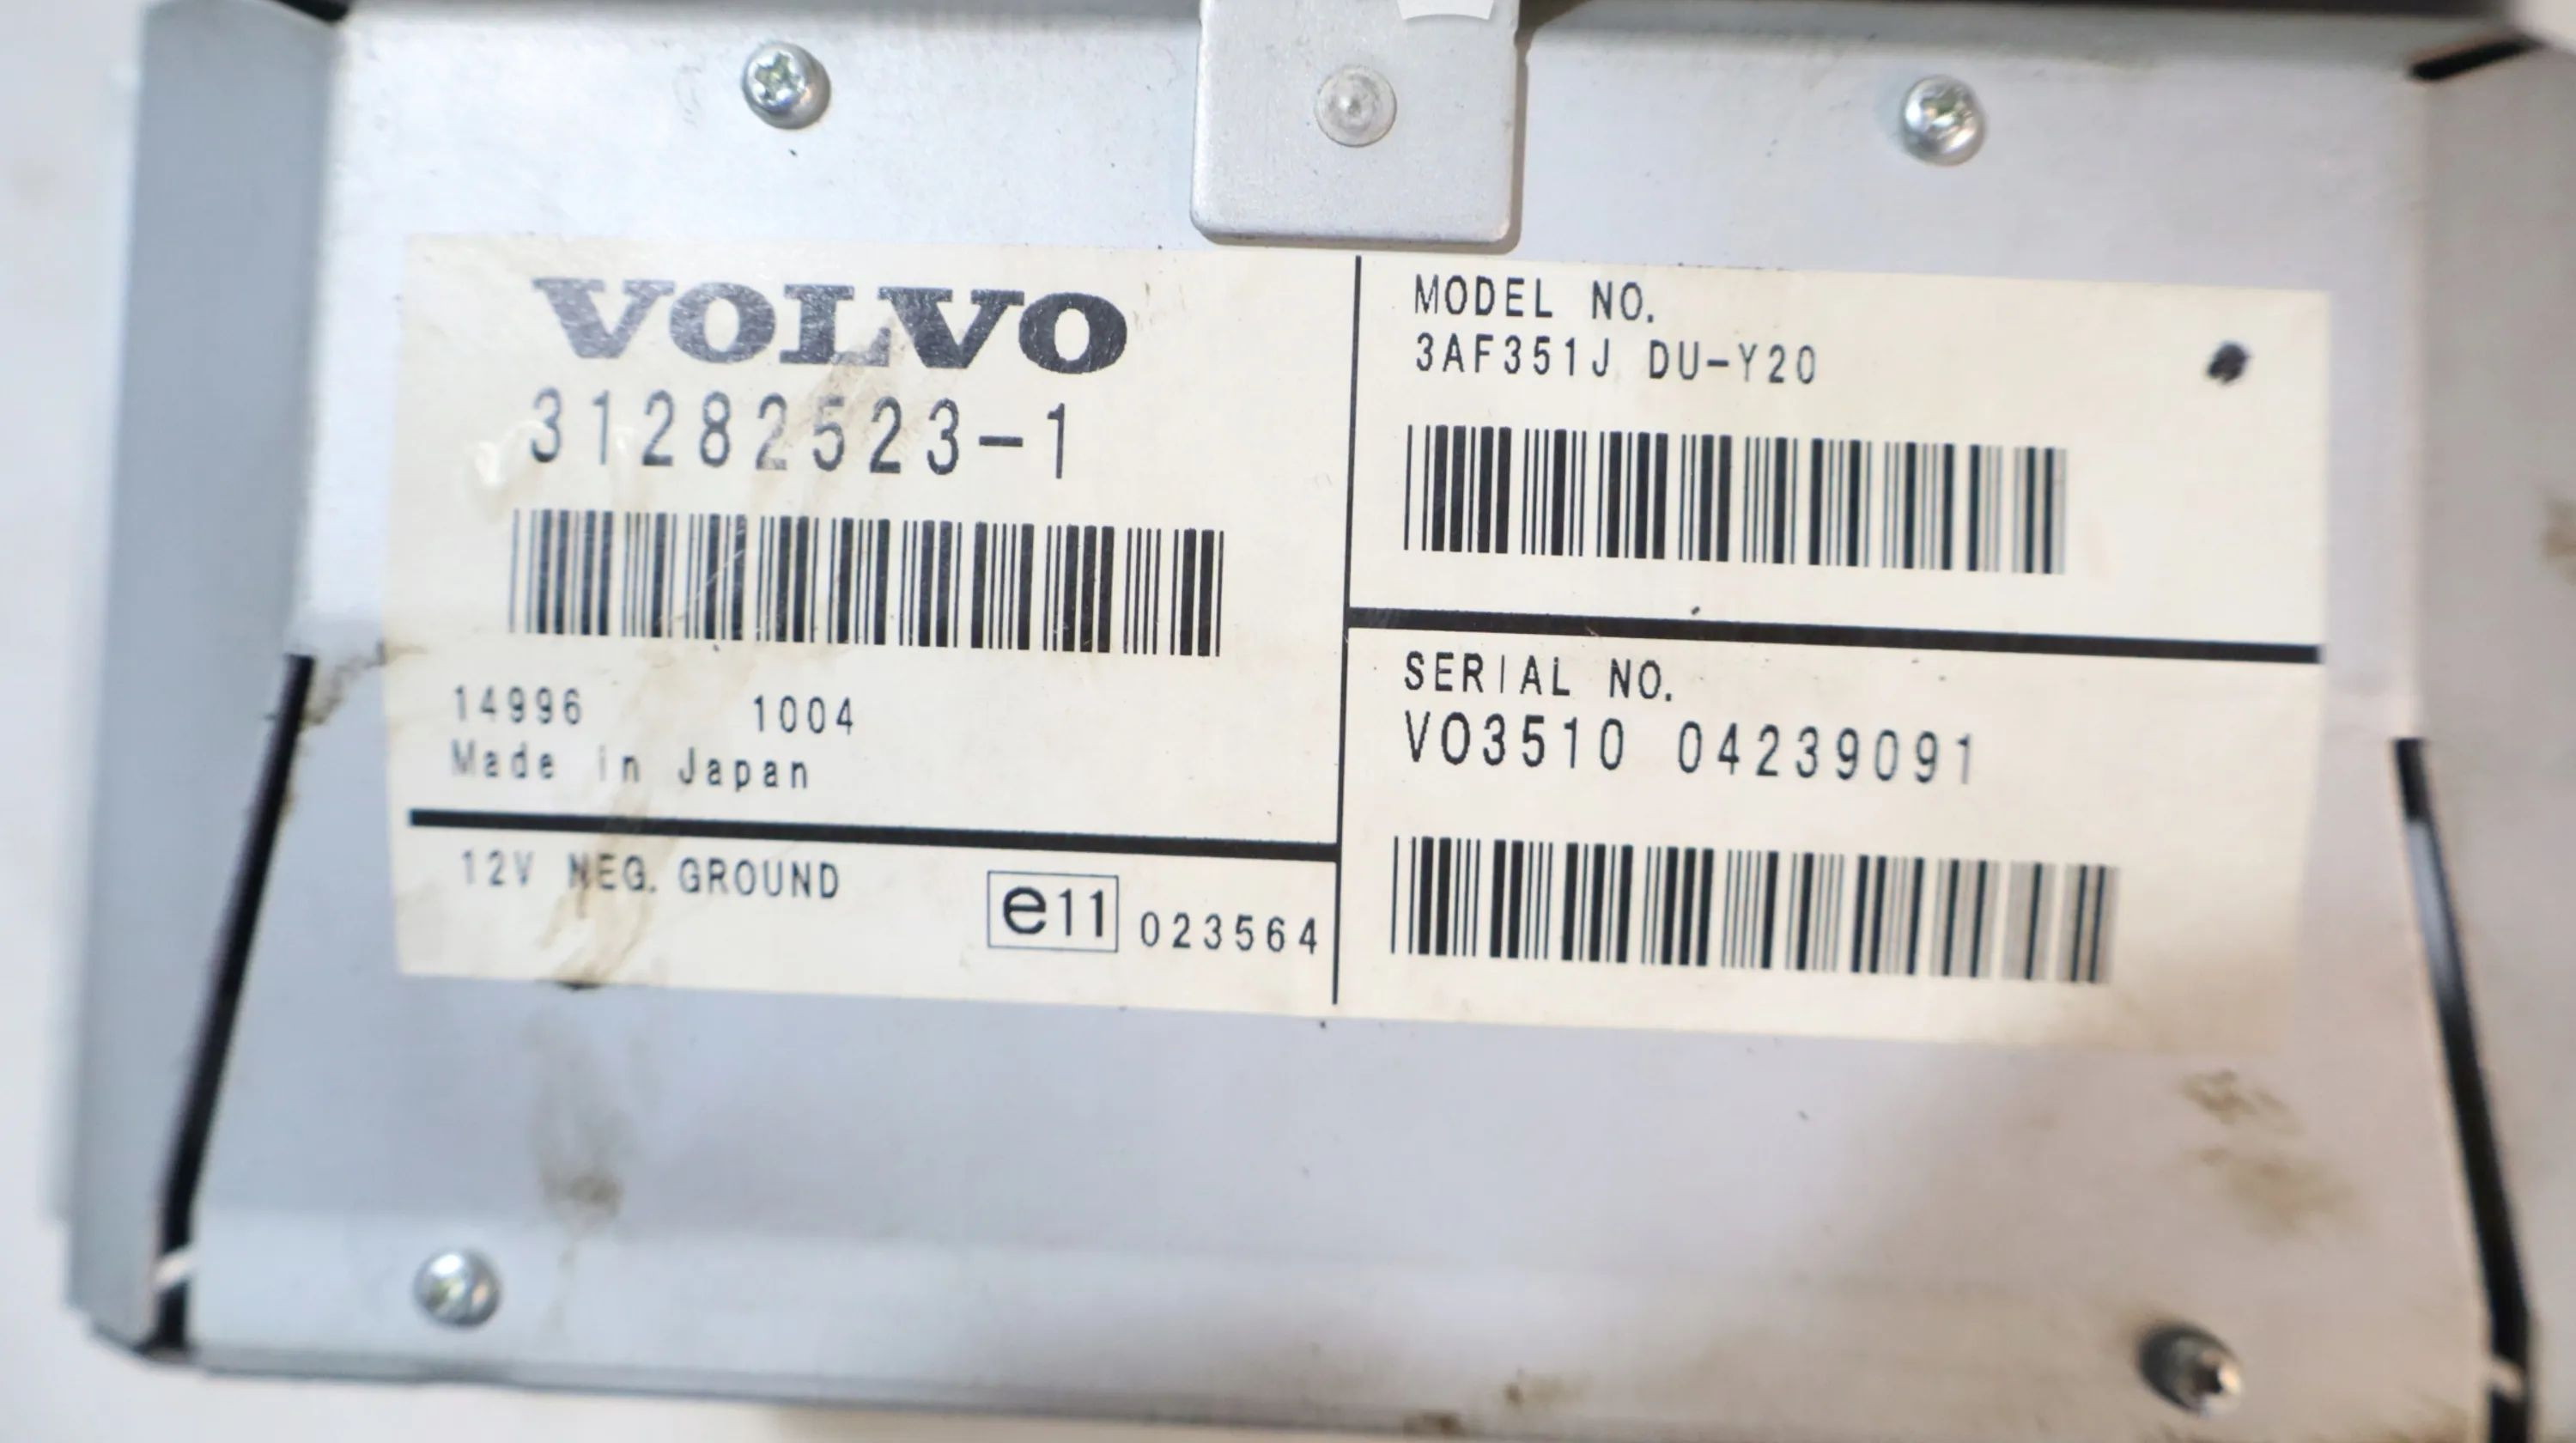 VOLVO
31282523-1
14996 1004
Made in Japan
12V NEG. GROUND
e11 023564
MODEL NO.
3AF351J DU-Y20
SERIAL NO.
VO3510 04239091